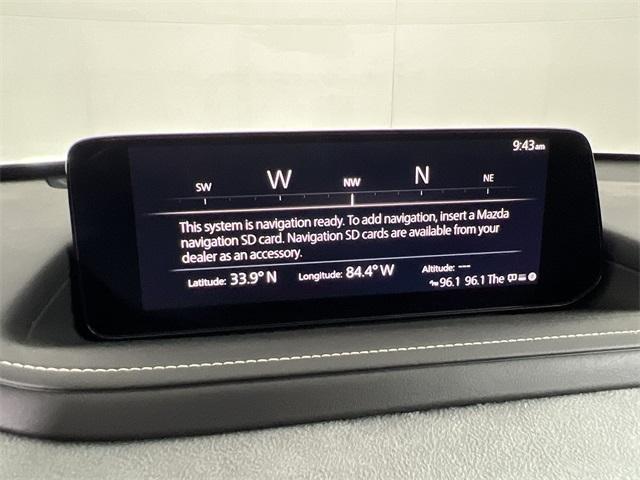 9:43am
SW W NW N NE
This system is navigation ready. To add navigation, insert a Mazda
navigation SD card. Navigation SD cards are available from your
dealer as an accessory.
Latitude: 33.9° N Longitude: 84.4° W Altitude: ---
96.1 96.1 The